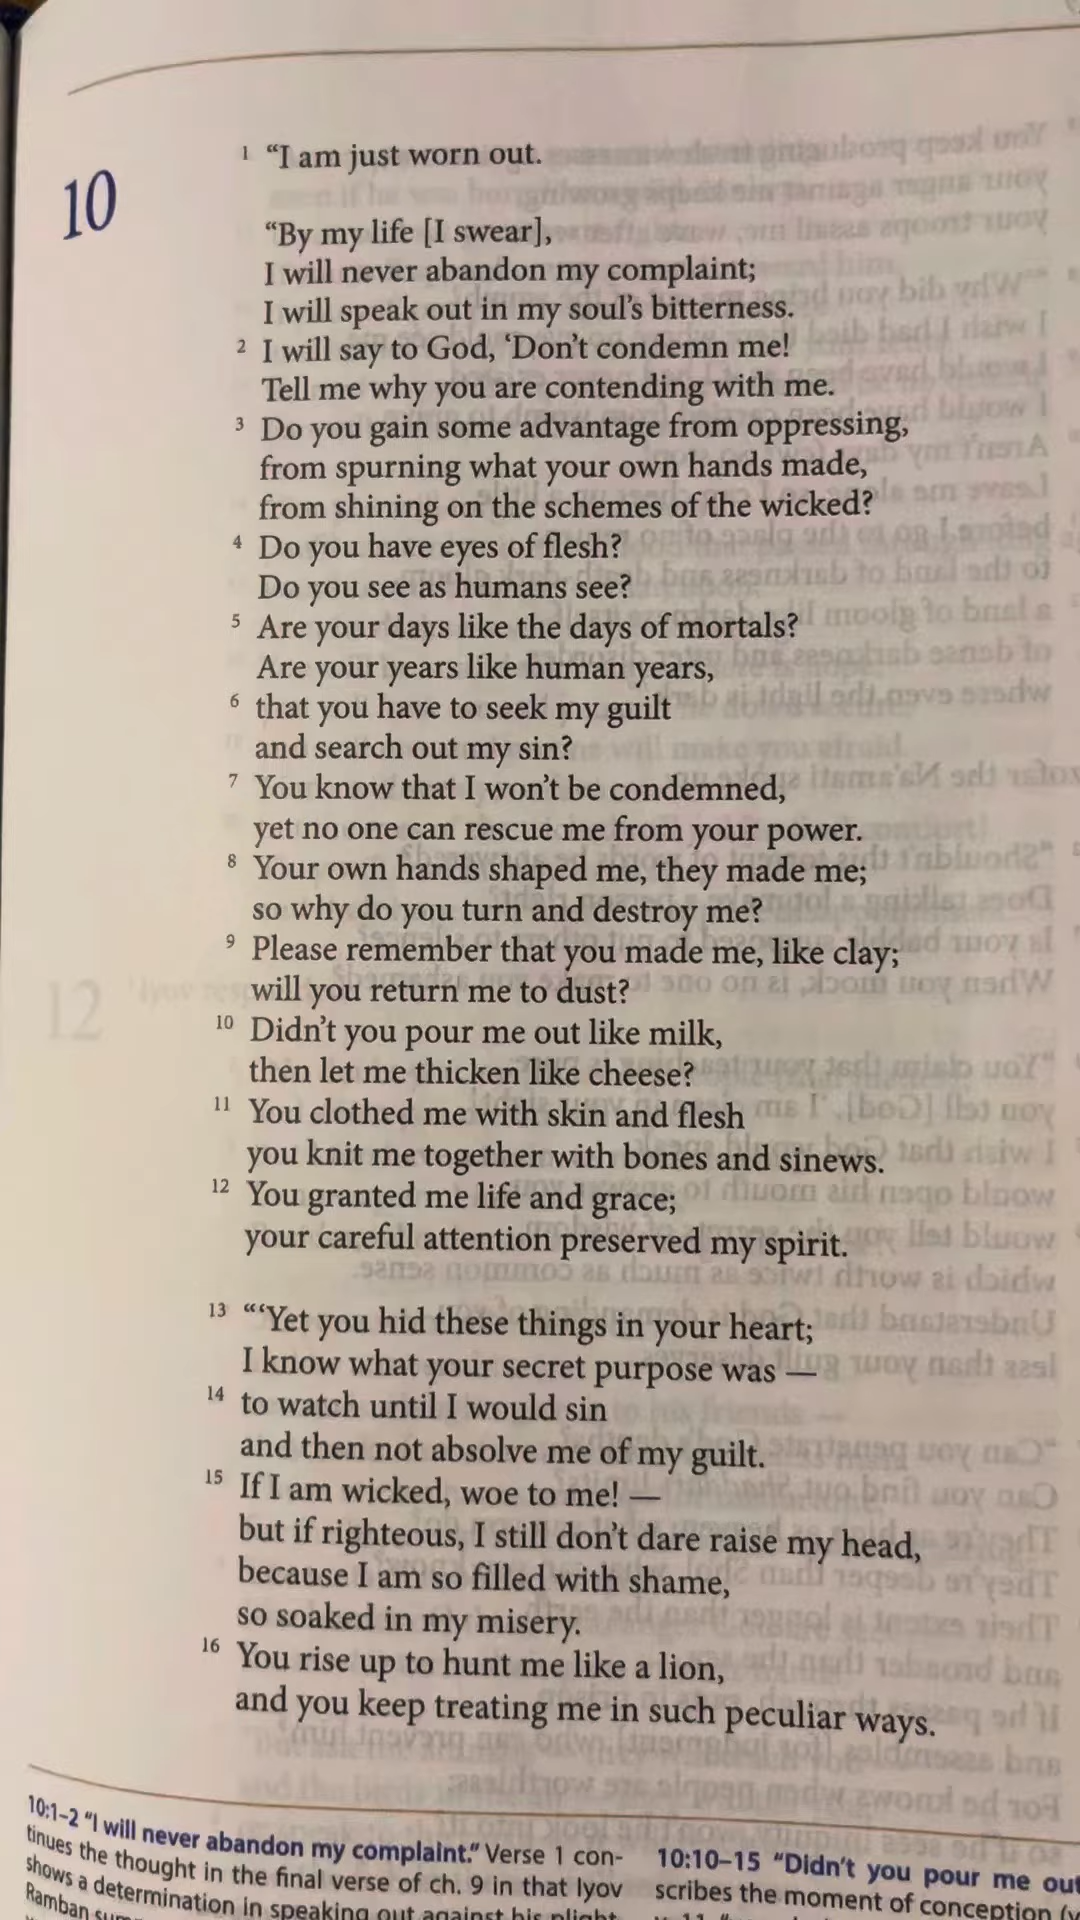 10
1 “I am just worn out.
“By my life [I swear],
I will never abandon my complaint;
I will speak out in my soul’s bitterness.
2 I will say to God, ‘Don’t condemn me!
Tell me why you are contending with me.
3 Do you gain some advantage from oppressing,
from spurning what your own hands made,
from shining on the schemes of the wicked?
4 Do you have eyes of flesh?
Do you see as humans see?
5 Are your days like the days of mortals?
Are your years like human years,
6 that you have to seek my guilt
and search out my sin?
7 You know that I won’t be condemned,
yet no one can rescue me from your power.
8 Your own hands shaped me, they made me;
so why do you turn and destroy me?
9 Please remember that you made me, like clay;
will you return me to dust?
10 Didn’t you pour me out like milk,
then let me thicken like cheese?
11 You clothed me with skin and flesh
you knit me together with bones and sinews.
12 You granted me life and grace;
your careful attention preserved my spirit.
13 “‘Yet you hid these things in your heart;
I know what your secret purpose was —
14 to watch until I would sin
and then not absolve me of my guilt.
15 If I am wicked, woe to me! —
but if righteous, I still don’t dare raise my head,
because I am so filled with shame,
so soaked in my misery.
16 You rise up to hunt me like a lion,
and you keep treating me in such peculiar ways.
10:1–2 “I will never abandon my complaint.” Verse 1 con-
tinues the thought in the final verse of ch. 9 in that Iyov
shows a determination in speaking out against his plight.
Ramban
10:10–15 “Didn’t you pour me out
scribes the moment of conception